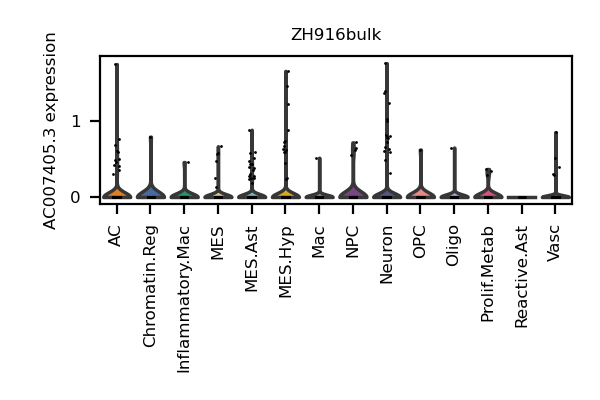 ZH916bulk
AC007405.3 expression
1
0
AC
Chromatin.Reg
Inflammatory.Mac
MES
MES.Ast
MES.Hyp
Mac
NPC
Neuron
OPC
Oligo
Prolif.Metab
Reactive.Ast
Vasc